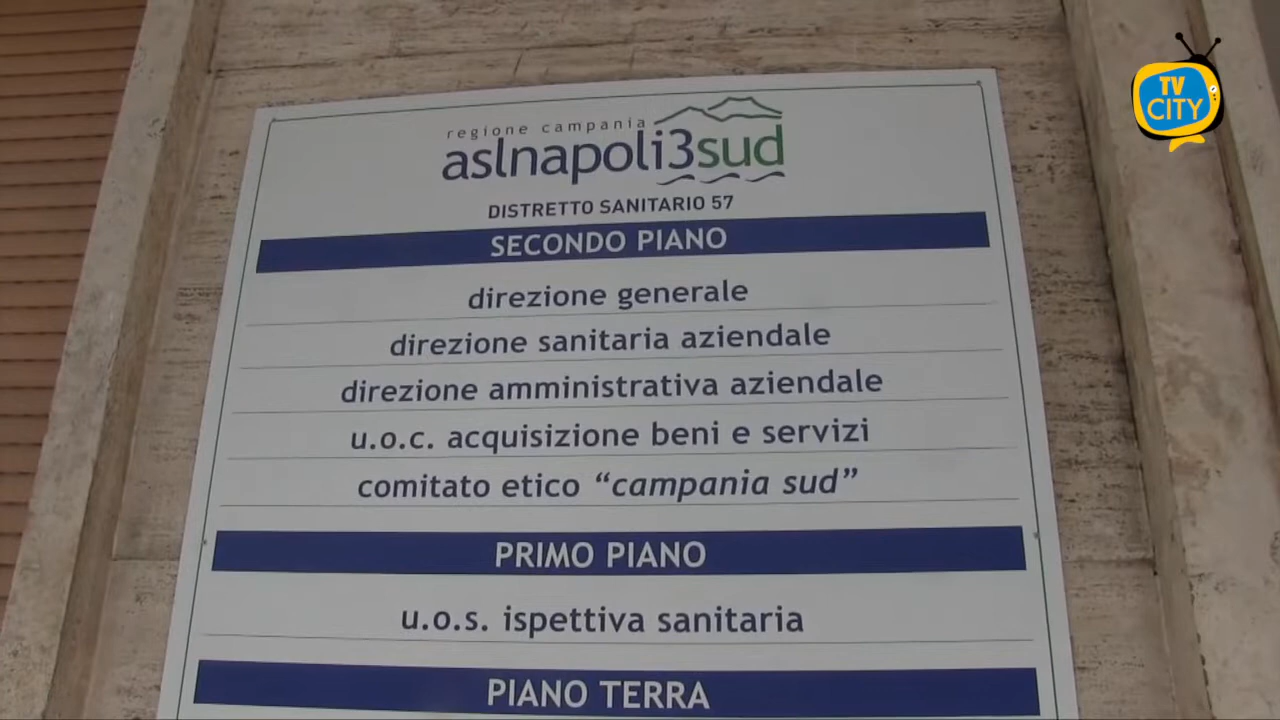 TV
CITY
regione campania
aslnapoli3sud
DISTRETTO SANITARIO 57
SECONDO PIANO
direzione generale
direzione sanitaria aziendale
direzione amministrativa aziendale
u.o.c. acquisizione beni e servizi
comitato etico “campania sud”
PRIMO PIANO
u.o.s. ispettiva sanitaria
PIANO TERRA